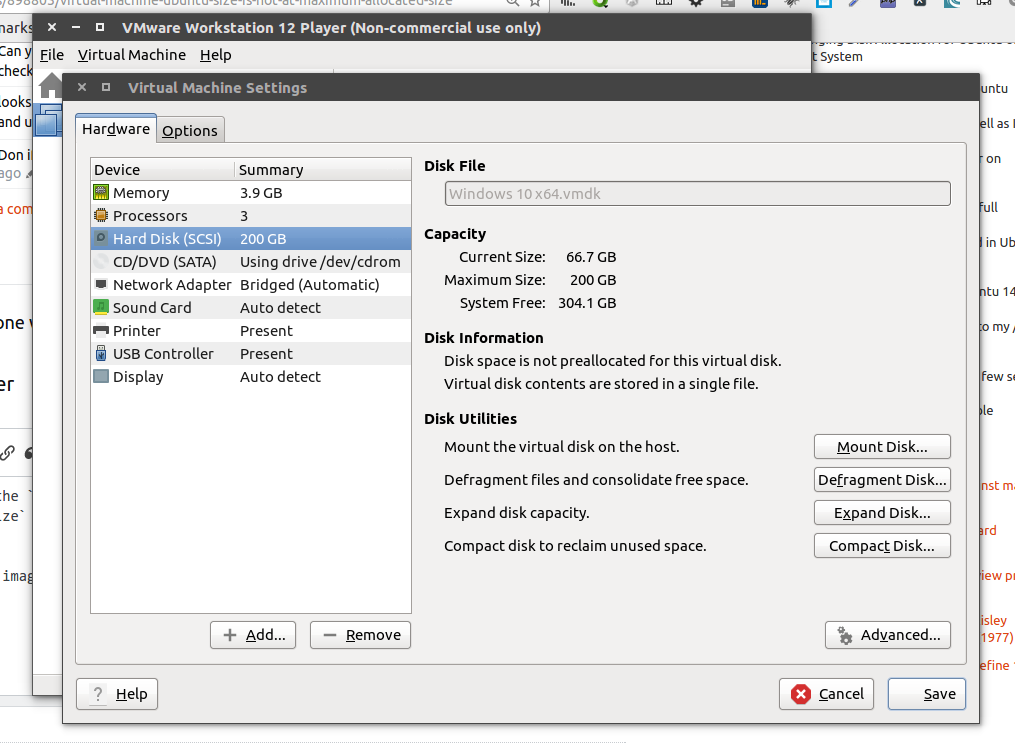 /898805/virtual-machine-ubuntu-size-is-not-at-maximum-allocated-size
marks
VMware Workstation 12 Player (Non-commercial use only)
Can y
check
File Virtual Machine Help
t System
Virtual Machine Settings
looks
and u
Don i
ago
a com
one
er
the `
ize`
imag
Hardware
Options
Device Summary
Memory 3.9 GB
Processors 3
Hard Disk (SCSI) 200 GB
CD/DVD (SATA) Using drive /dev/cdrom
Network Adapter Bridged (Automatic)
Sound Card Auto detect
Printer Present
USB Controller Present
Display Auto detect
Add...
Remove
Disk File
Windows 10 x64.vmdk
Capacity
Current Size: 66.7 GB
Maximum Size: 200 GB
System Free: 304.1 GB
Disk Information
Disk space is not preallocated for this virtual disk.
Virtual disk contents are stored in a single file.
Disk Utilities
Mount the virtual disk on the host.
Mount Disk...
Defragment files and consolidate free space.
Defragment Disk...
Expand disk capacity.
Expand Disk...
Compact disk to reclaim unused space.
Compact Disk...
Advanced...
Help
Cancel
Save
untu
ell as
r on
full
d in Ub
ntu 14
to my /
few se
ple
nst ma
ard
view pr
isley
1977)
efine